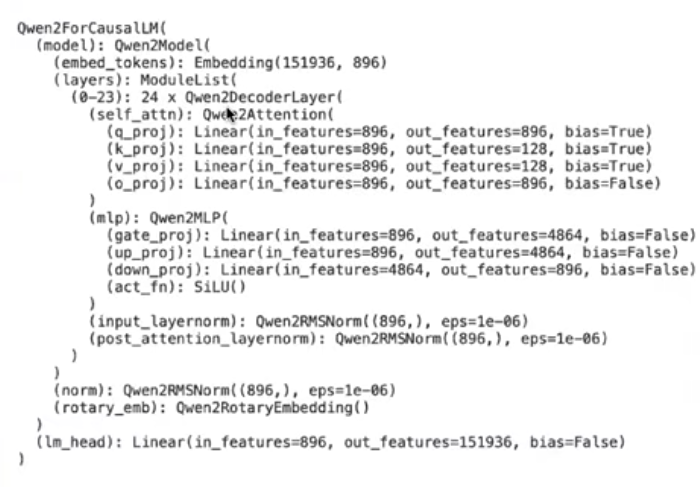 Qwen2ForCausalLM(
  (model): Qwen2Model(
    (embed_tokens): Embedding(151936, 896)
    (layers): ModuleList(
      (0-23): 24 x Qwen2DecoderLayer(
        (self_attn): Qwen2Attention(
          (q_proj): Linear(in_features=896, out_features=896, bias=True)
          (k_proj): Linear(in_features=896, out_features=128, bias=True)
          (v_proj): Linear(in_features=896, out_features=128, bias=True)
          (o_proj): Linear(in_features=896, out_features=896, bias=False)
        )
        (mlp): Qwen2MLP(
          (gate_proj): Linear(in_features=896, out_features=4864, bias=False)
          (up_proj): Linear(in_features=896, out_features=4864, bias=False)
          (down_proj): Linear(in_features=4864, out_features=896, bias=False)
          (act_fn): SiLU()
        )
        (input_layernorm): Qwen2RMSNorm((896,), eps=1e-06)
        (post_attention_layernorm): Qwen2RMSNorm((896,), eps=1e-06)
      )
    )
    (norm): Qwen2RMSNorm((896,), eps=1e-06)
    (rotary_emb): Qwen2RotaryEmbedding()
  )
  (lm_head): Linear(in_features=896, out_features=151936, bias=False)
)